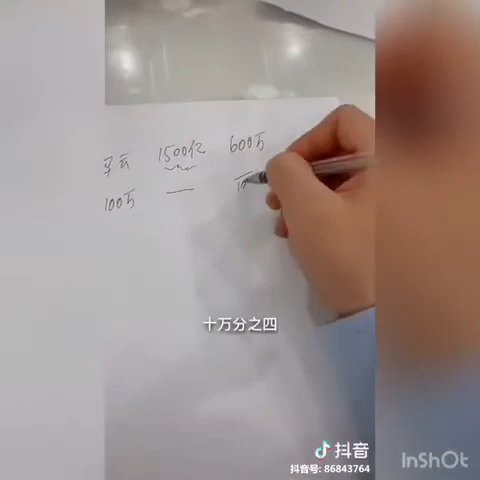 马云 1500亿 600万
100万 一
十万分之四
抖音
抖音号: 86843764
InShOt